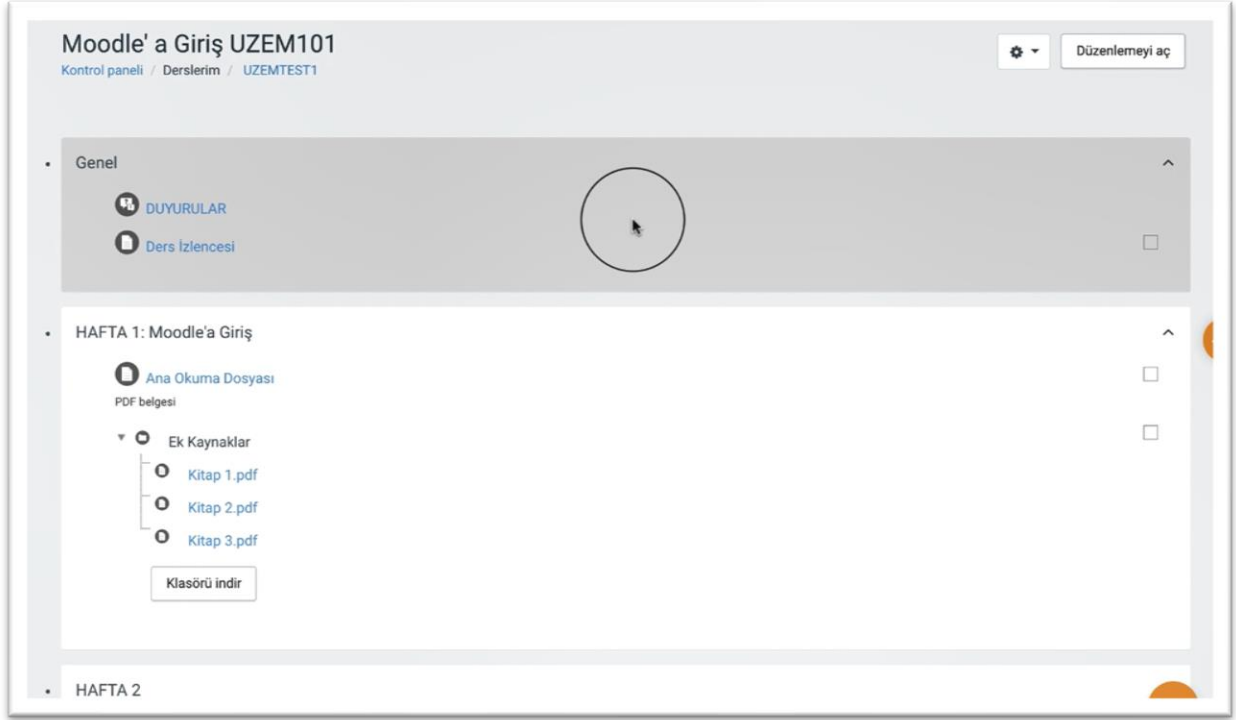 Moodle' a Giriş UZEM101
Düzenlemeyi aç
Kontrol paneli / Derslerim / UZEMTEST1
Genel
DUYURULAR
Ders İzlencesi
HAFTA 1: Moodle'a Giriş
Ana Okuma Dosyası
PDF belgesi
Ek Kaynaklar
Kitap 1.pdf
Kitap 2.pdf
Kitap 3.pdf
Klasörü indir
HAFTA 2